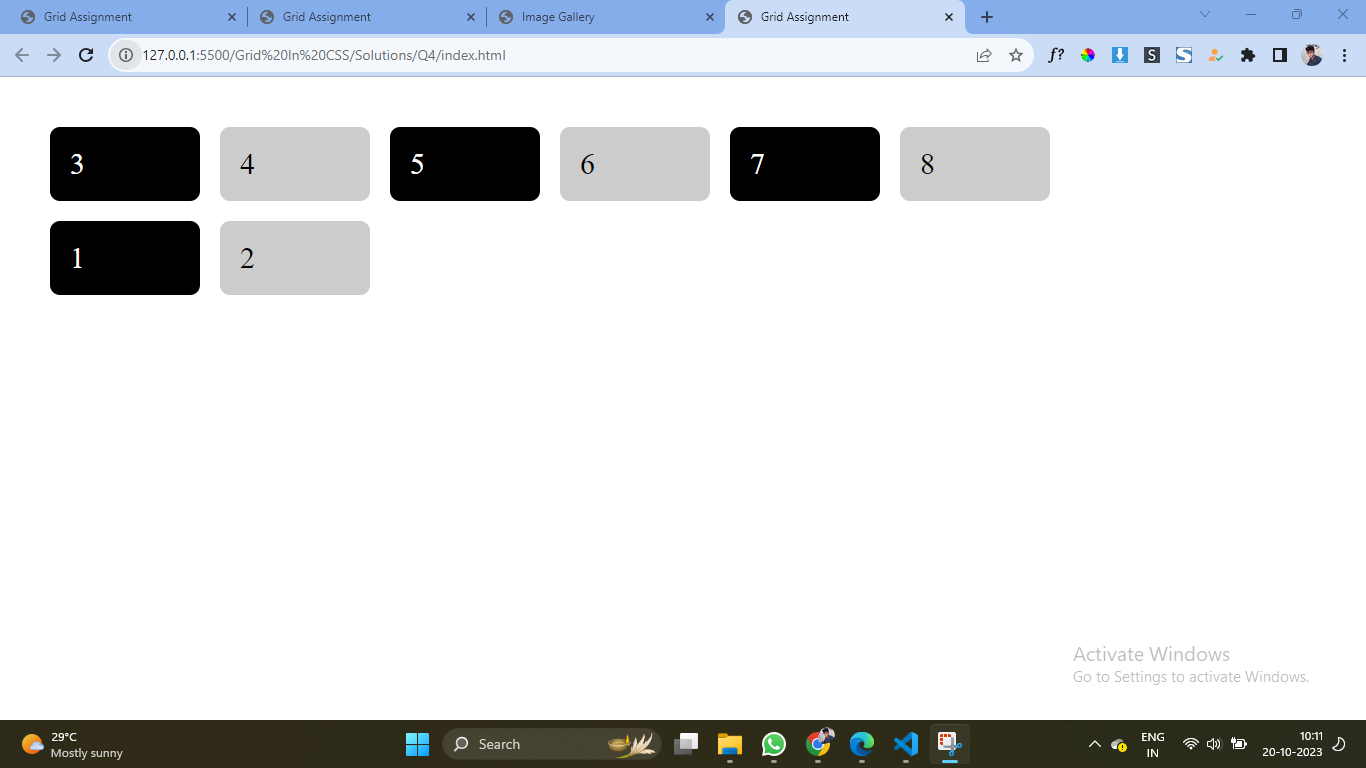 Grid Assignment
Grid Assignment
Image Gallery
Grid Assignment
127.0.0.1:5500/Grid%20In%20CSS/Solutions/Q4/index.html
f?
S
S
3 4 5 6 7 8
1 2
Activate Windows
Go to Settings to activate Windows.
29°C
Mostly sunny
Search
ENG
IN
10:11
20-10-2023